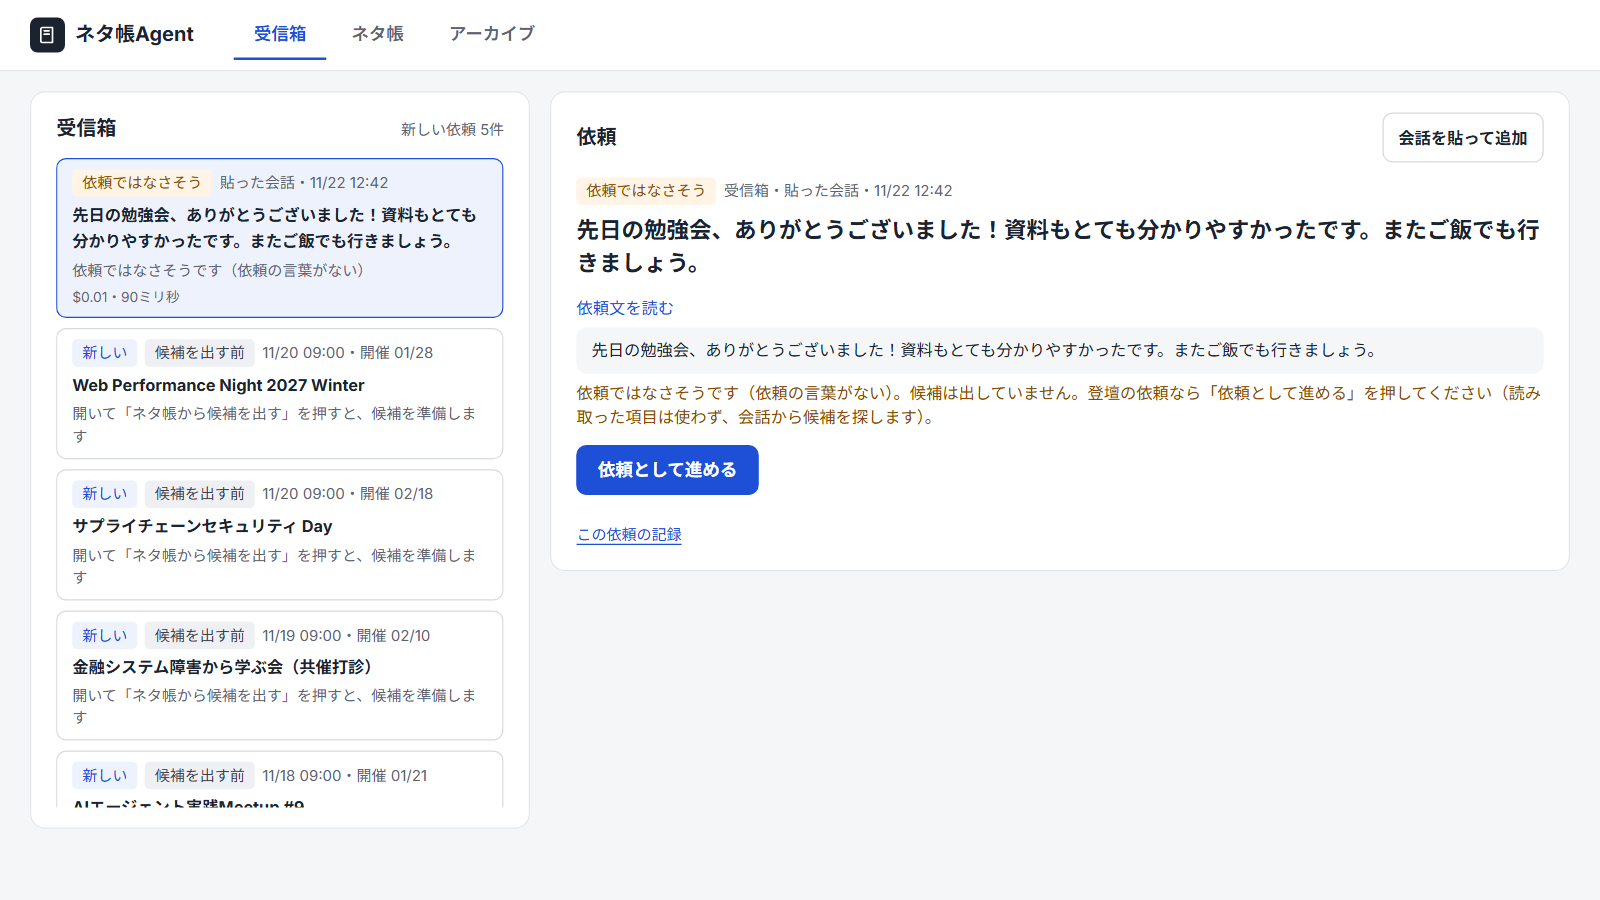 ネタ帳Agent
受信箱
ネタ帳
アーカイブ
受信箱
新しい依頼 5件
依頼ではなさそう 貼った会話・11/22 12:42
先日の勉強会、ありがとうございました！資料もとても
分かりやすかったです。またご飯でも行きましょう。
依頼ではなさそうです（依頼の言葉がない）
$0.01・90ミリ秒
新しい 候補を出す前 11/20 09:00・開催 01/28
Web Performance Night 2027 Winter
開いて「ネタ帳から候補を出す」を押すと、候補を準備しま
す
新しい 候補を出す前 11/20 09:00・開催 02/18
サプライチェーンセキュリティ Day
開いて「ネタ帳から候補を出す」を押すと、候補を準備しま
す
新しい 候補を出す前 11/19 09:00・開催 02/10
金融システム障害から学ぶ会（共催打診）
開いて「ネタ帳から候補を出す」を押すと、候補を準備しま
す
新しい 候補を出す前 11/18 09:00・開催 01/21
AIエージェント実践Meetup #9
依頼
会話を貼って追加
依頼ではなさそう 受信箱・貼った会話・11/22 12:42
先日の勉強会、ありがとうございました！資料もとても分かりやすかったです。またご飯でも行
きましょう。
依頼文を読む
先日の勉強会、ありがとうございました！資料もとても分かりやすかったです。またご飯でも行きましょう。
依頼ではなさそうです（依頼の言葉がない）。候補は出していません。登壇の依頼なら「依頼として進める」を押してください（読み
取った項目は使わず、会話から候補を探します）。
依頼として進める
この依頼の記録